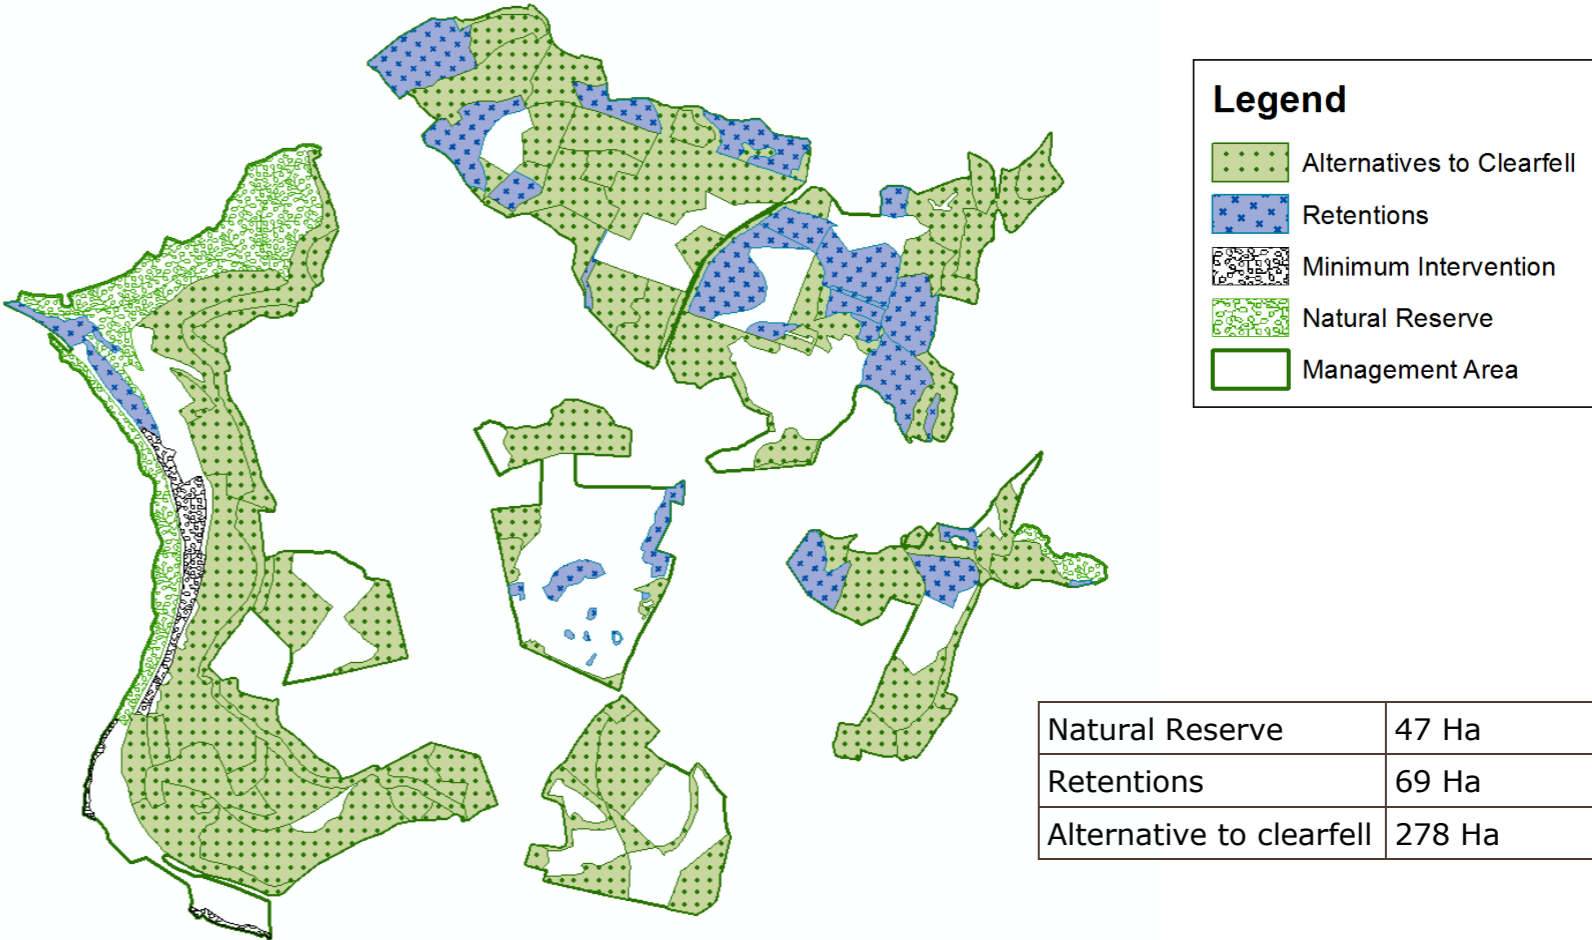 Legend
Alternatives to Clearfell
Retentions
Minimum Intervention
Natural Reserve
Management Area
Natural Reserve 47 Ha
Retentions 69 Ha
Alternative to clearfell 278 Ha